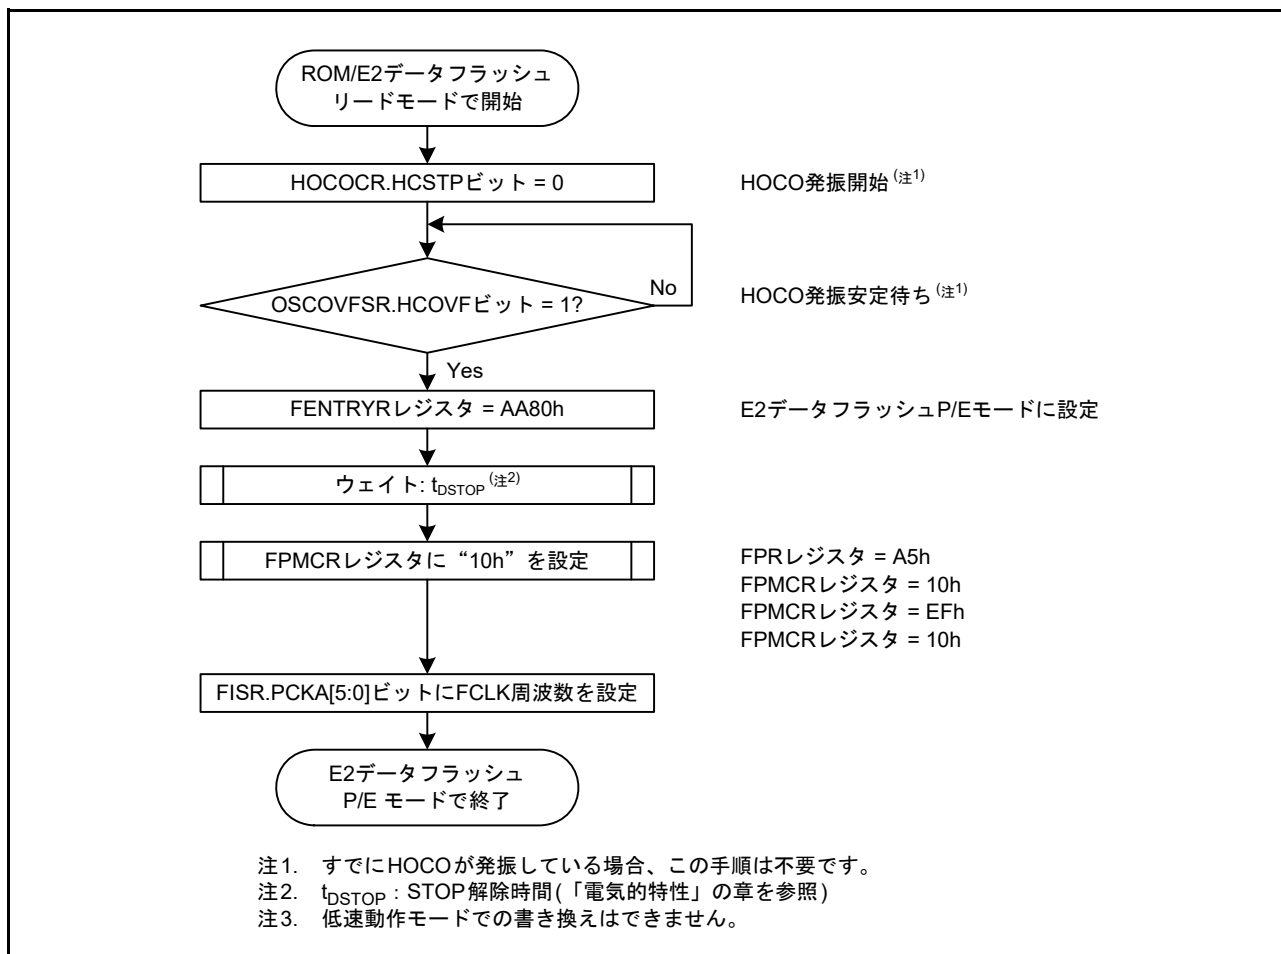 ROM/E2データフラッシュ
リードモードで開始
HOCOCR.HCSTPビット = 0
HOCO発振開始 (注1)
OSCOVFSR.HCOVFビット = 1?
No
HOCO発振安定待ち (注1)
Yes
FENTRYRレジスタ = AA80h
E2データフラッシュP/Eモードに設定
ウェイト: tDSTOP (注2)
FPMCRレジスタに“10h”を設定
FPRレジスタ = A5h
FPMCRレジスタ = 10h
FPMCRレジスタ = EFh
FPMCRレジスタ = 10h
FISR.PCKA[5:0]ビットにFCLK周波数を設定
E2データフラッシュ
P/E モードで終了
注1. すでにHOCOが発振している場合、この手順は不要です。
注2. tDSTOP : STOP解除時間(「電気的特性」の章を参照)
注3. 低速動作モードでの書き換えはできません。